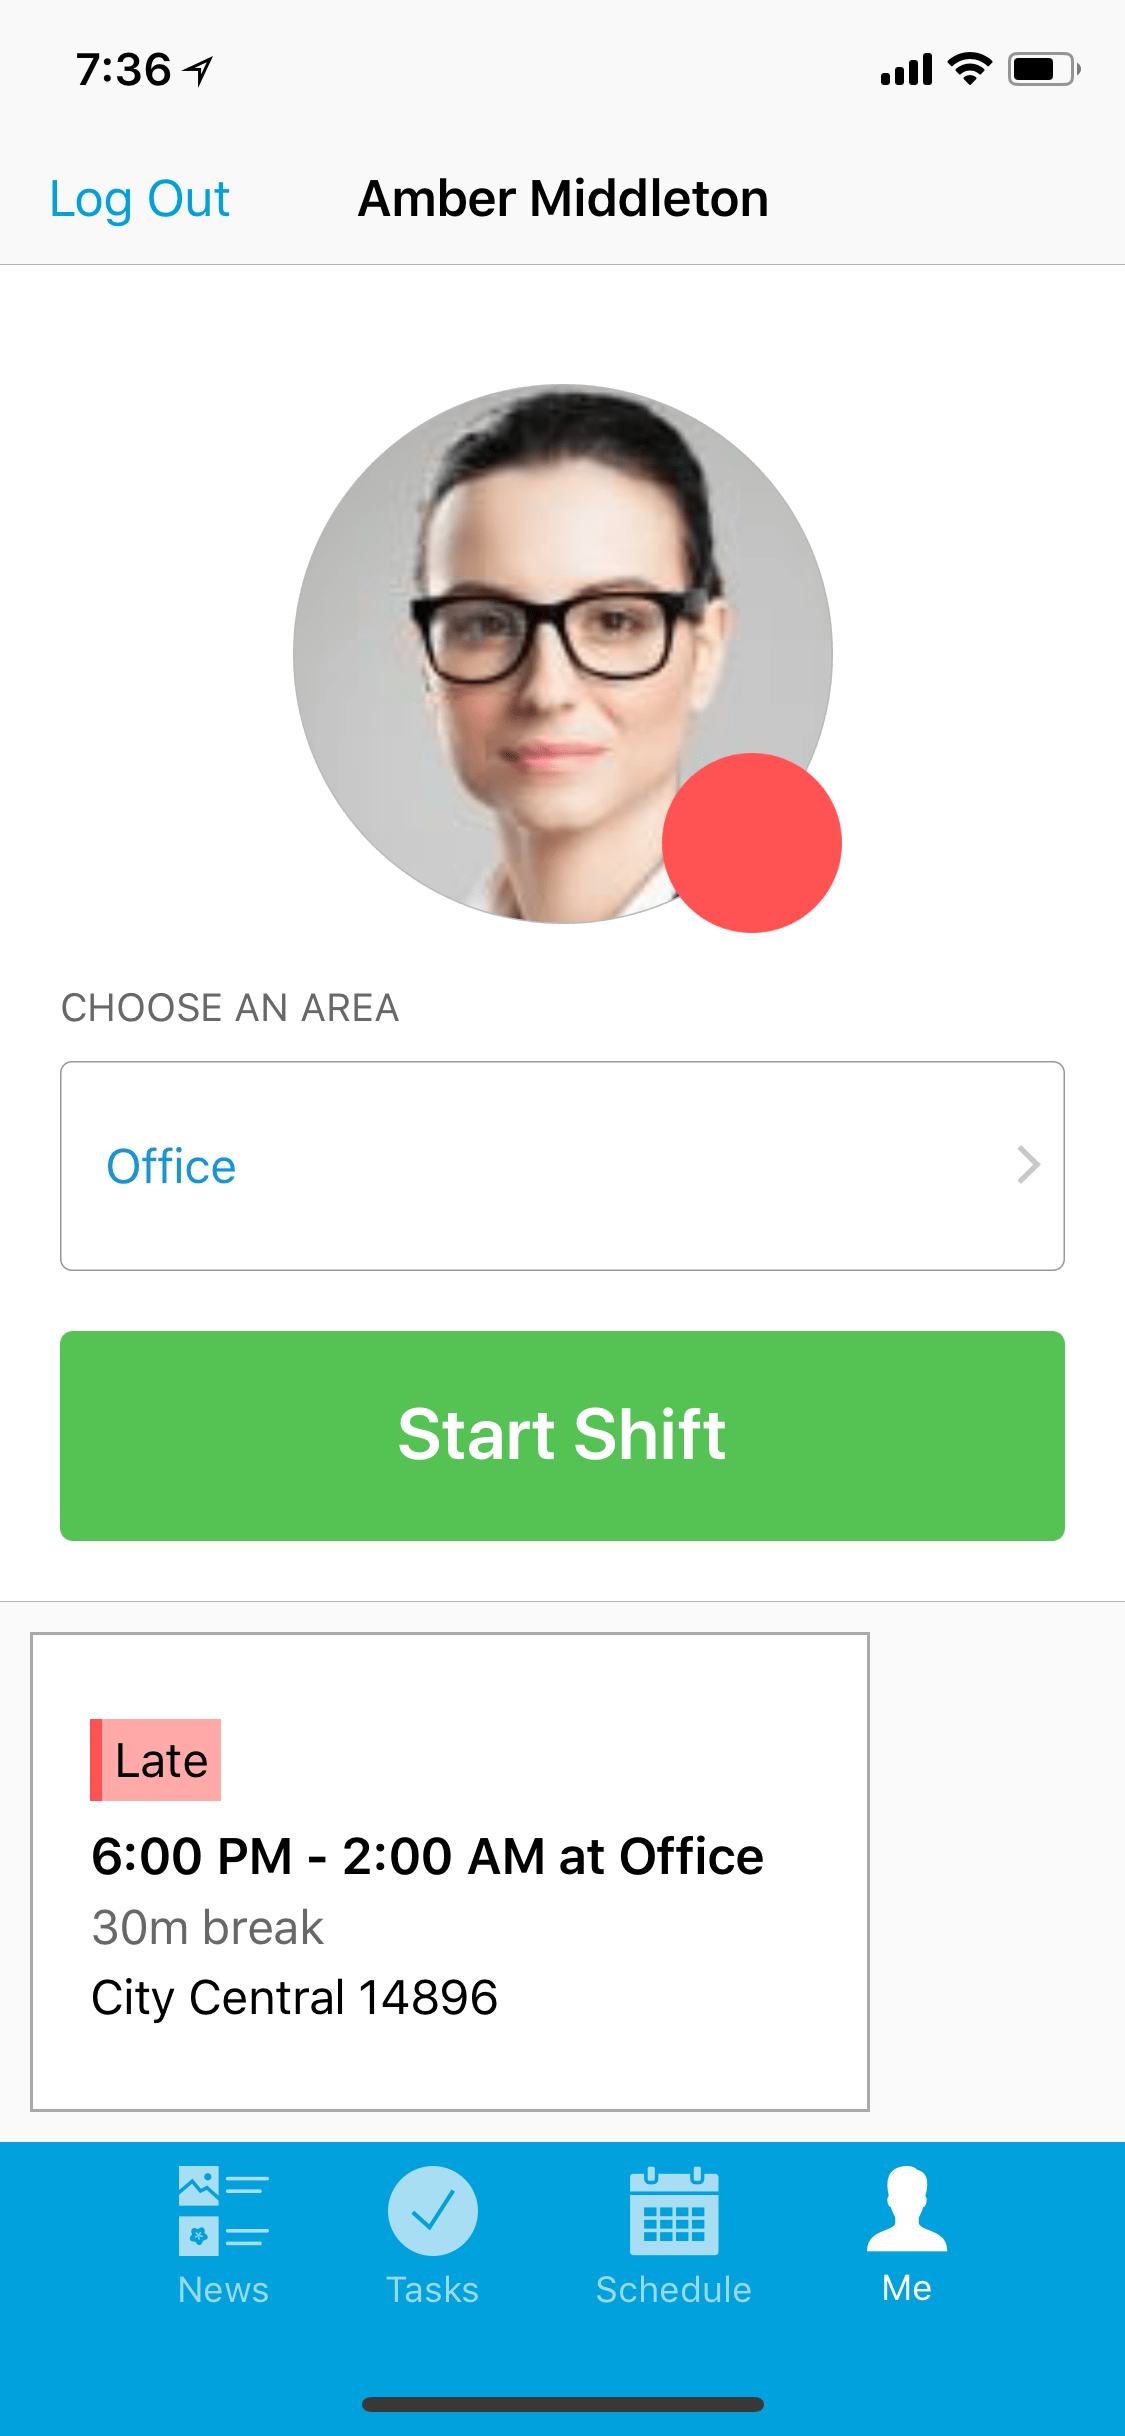 7:36
Log Out
Amber Middleton
CHOOSE AN AREA
Office
Start Shift
Late
6:00 PM - 2:00 AM at Office
30m break
City Central 14896
News
Tasks
Schedule
Me